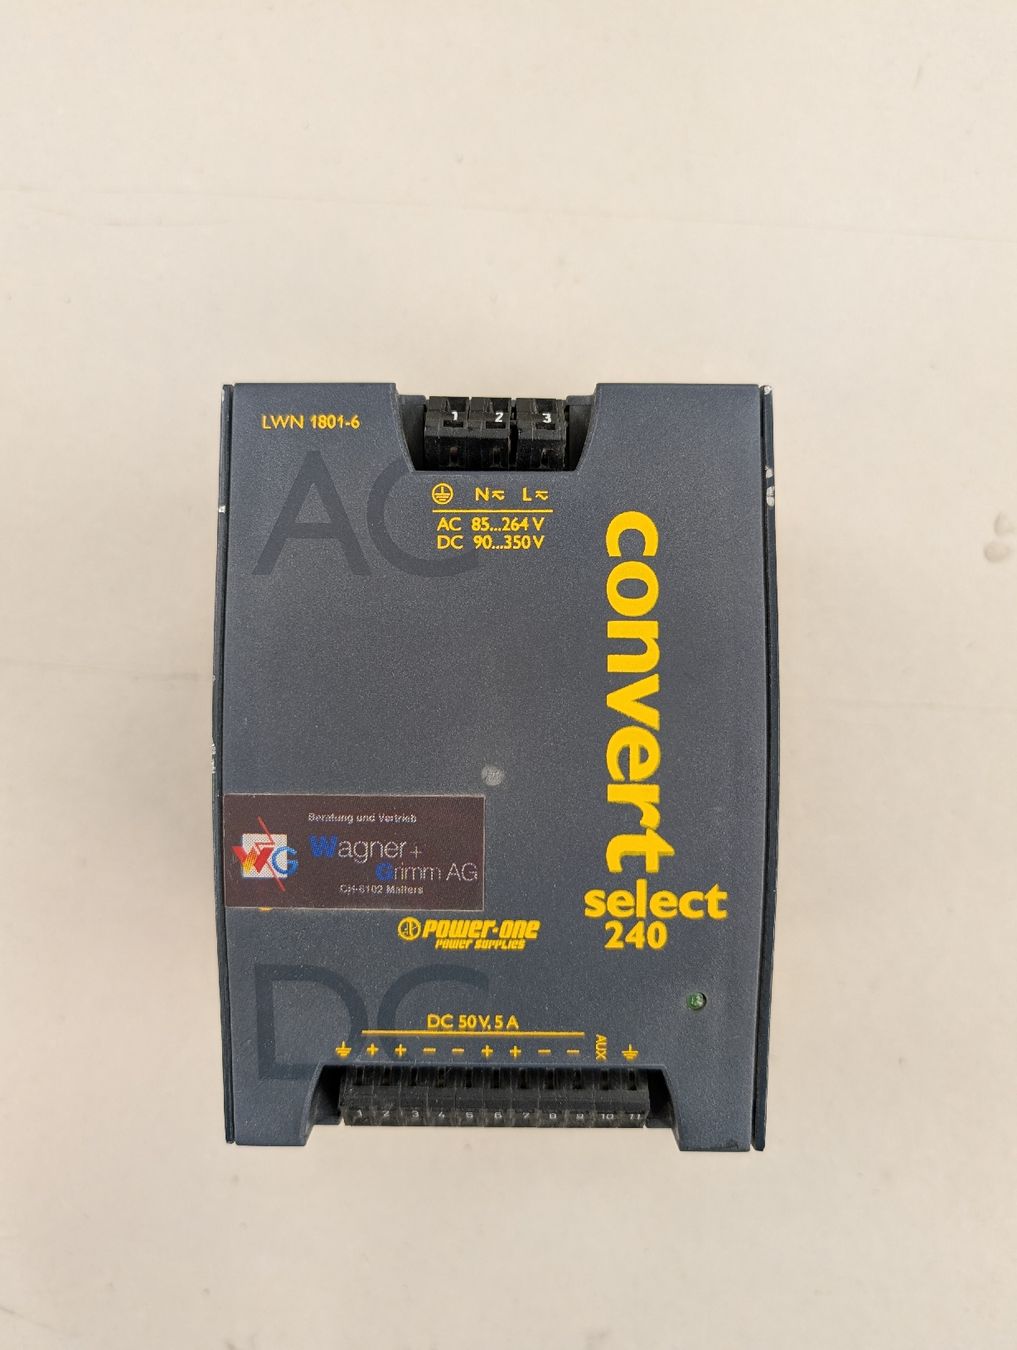 LWN 1801-6
1 2 3
AC
N L
AC 85...264 V
DC 90...350 V
convert
select
240
Beratung und Vertrieb
WG
Wagner+
Grimm AG
CH-6102 Malters
power-one
POWER SUPPLIES
DC
DC 50 V, 5 A
+ + – – + + – – AUX
1 2 3 4 5 6 7 8 9 10 11